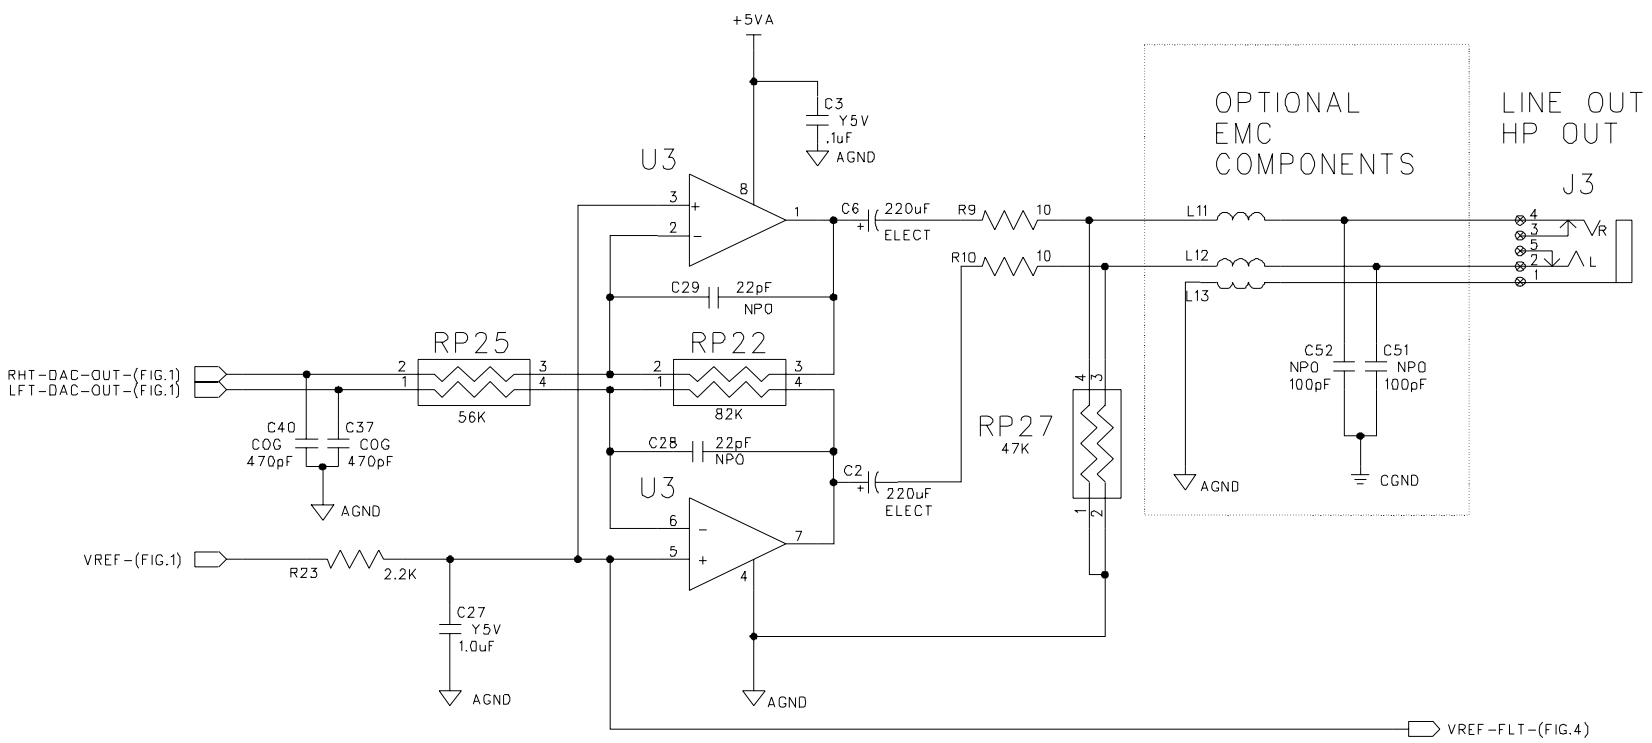 +5VA
C3
Y5V
.1uF
AGND
OPTIONAL
EMC
COMPONENTS
LINE OUT
HP OUT
J3
U3
8
3
+
2
−
1
C6
+
220uF
ELECT
R9
10
R10
10
L11
L12
L13
4
3
5
2
1
R
L
C29
22pF
NPO
RP25
RP22
RHT-DAC-OUT-(FIG.1)
LFT-DAC-OUT-(FIG.1)
2
1
3
4
56K
2
1
3
4
82K
C40
COG
470pF
C37
COG
470pF
AGND
C28
22pF
NPO
C2
+
220uF
ELECT
U3
6
−
5
+
7
4
RP27
47K
4
3
1
2
C52
NPO
100pF
C51
NPO
100pF
AGND
CGND
VREF-(FIG.1)
R23
2.2K
C27
Y5V
1.0uF
AGND
AGND
VREF-FLT-(FIG.4)